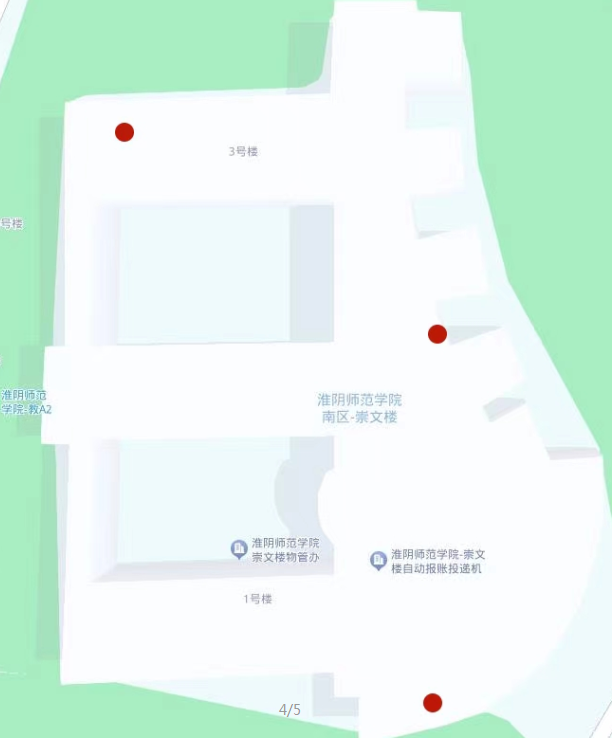 3号楼
号楼
淮阴师范
学院-教A2
淮阴师范学院
南区-崇文楼
淮阴师范学院
崇文楼物管办
淮阴师范学院-崇文
楼自动报账投递机
1号楼
4/5